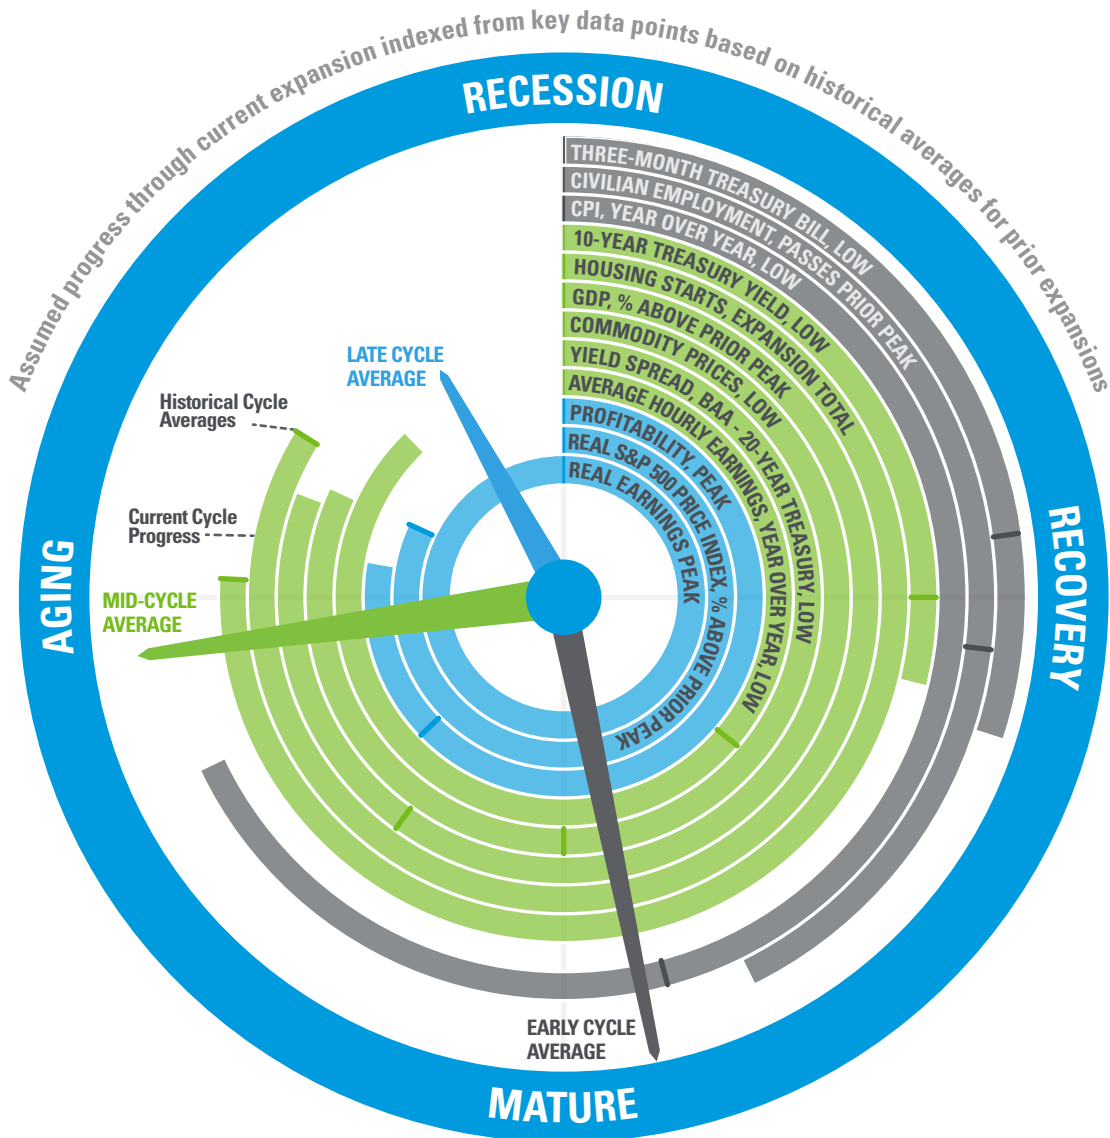 Assumed progress through current expansion indexed from key data points based on historical averages for prior expansions
RECESSION
THREE-MONTH TREASURY BILL, LOW
CIVILIAN EMPLOYMENT, PASSES PRIOR PEAK
CPI, YEAR OVER YEAR, LOW
10-YEAR TREASURY YIELD, LOW
HOUSING STARTS, EXPANSION TOTAL
GDP, % ABOVE PRIOR PEAK
COMMODITY PRICES, LOW
YIELD SPREAD, BAA - 20-YEAR TREASURY, LOW
AVERAGE HOURLY EARNINGS, YEAR OVER YEAR, LOW
PROFITABILITY, PEAK
REAL S&P 500 PRICE INDEX, % ABOVE PRIOR PEAK
REAL EARNINGS PEAK
LATE CYCLE
AVERAGE
Historical Cycle
Averages
Current Cycle
Progress
MID-CYCLE
AVERAGE
AGING
RECOVERY
EARLY CYCLE
AVERAGE
MATURE